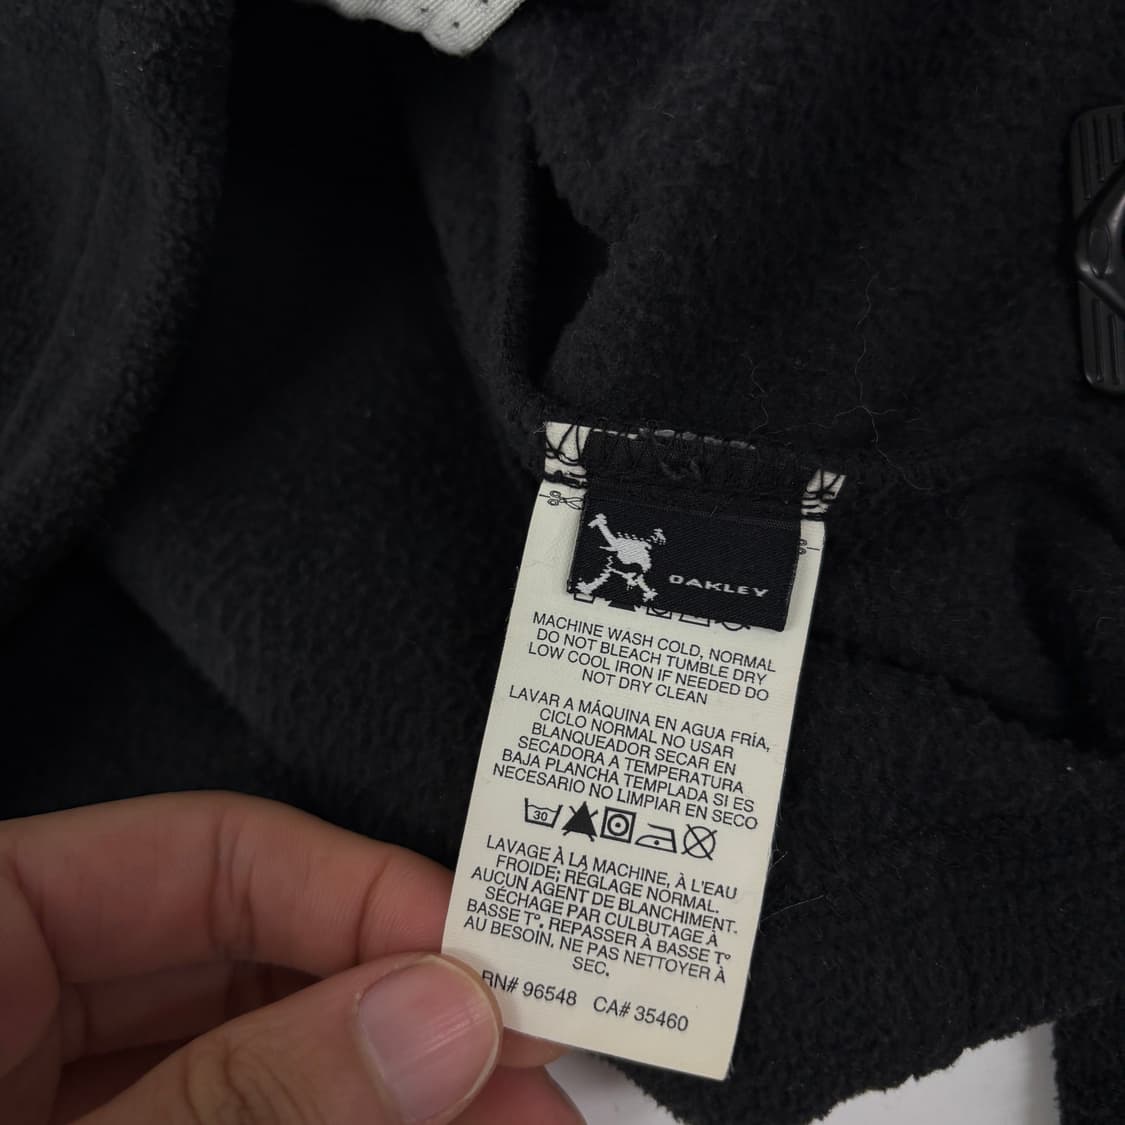 OAKLEY
MACHINE WASH COLD, NORMAL
DO NOT BLEACH TUMBLE DRY
LOW COOL IRON IF NEEDED DO
NOT DRY CLEAN
LAVAR A MÁQUINA EN AGUA FRÍA,
CICLO NORMAL NO USAR
BLANQUEADOR SECAR EN
SECADORA A TEMPERATURA
BAJA PLANCHA TEMPLADA SI ES
NECESARIO NO LIMPIAR EN SECO
30
LAVAGE À LA MACHINE, À L'EAU
FROIDE; RÉGLAGE NORMAL.
AUCUN AGENT DE BLANCHIMENT.
SÉCHAGE PAR CULBUTAGE À
BASSE T°. REPASSER À BASSE T°
AU BESOIN. NE PAS NETTOYER À
SEC.
RN# 96548 CA# 35460